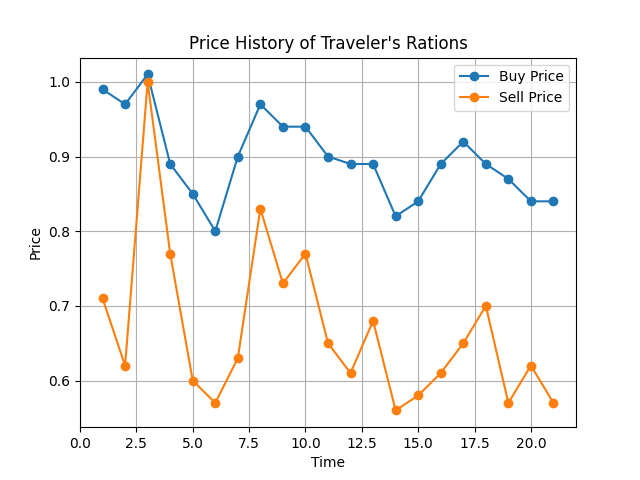 Price History of Traveler's Rations
Buy Price
Sell Price
1.0
0.9
0.8
0.7
0.6
Price
0.0 2.5 5.0 7.5 10.0 12.5 15.0 17.5 20.0
Time